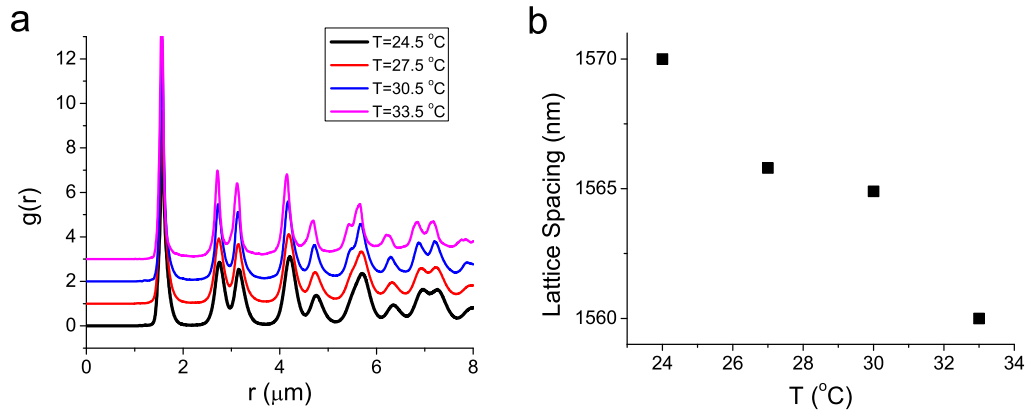 a
T=24.5 °C
T=27.5 °C
T=30.5 °C
T=33.5 °C
12
10
8
6
4
2
0
g(r)
0 2 4 6 8
r (μm)
b
1570
1565
1560
Lattice Spacing (nm)
24 26 28 30 32 34
T (°C)